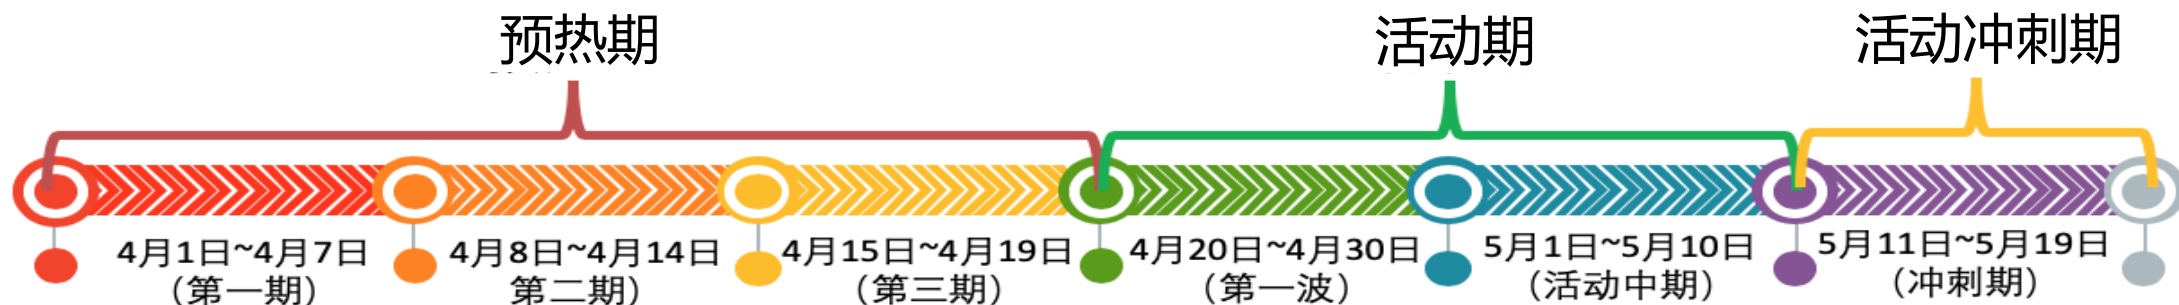 预热期
活动期
活动冲刺期
4月1日~4月7日
（第一期）
4月8日~4月14日
第二期）
4月15日~4月19日
（第三期）
4月20日~4月30日
（第一波）
5月1日~5月10日
（活动中期）
5月11日~5月19日
（冲刺期）